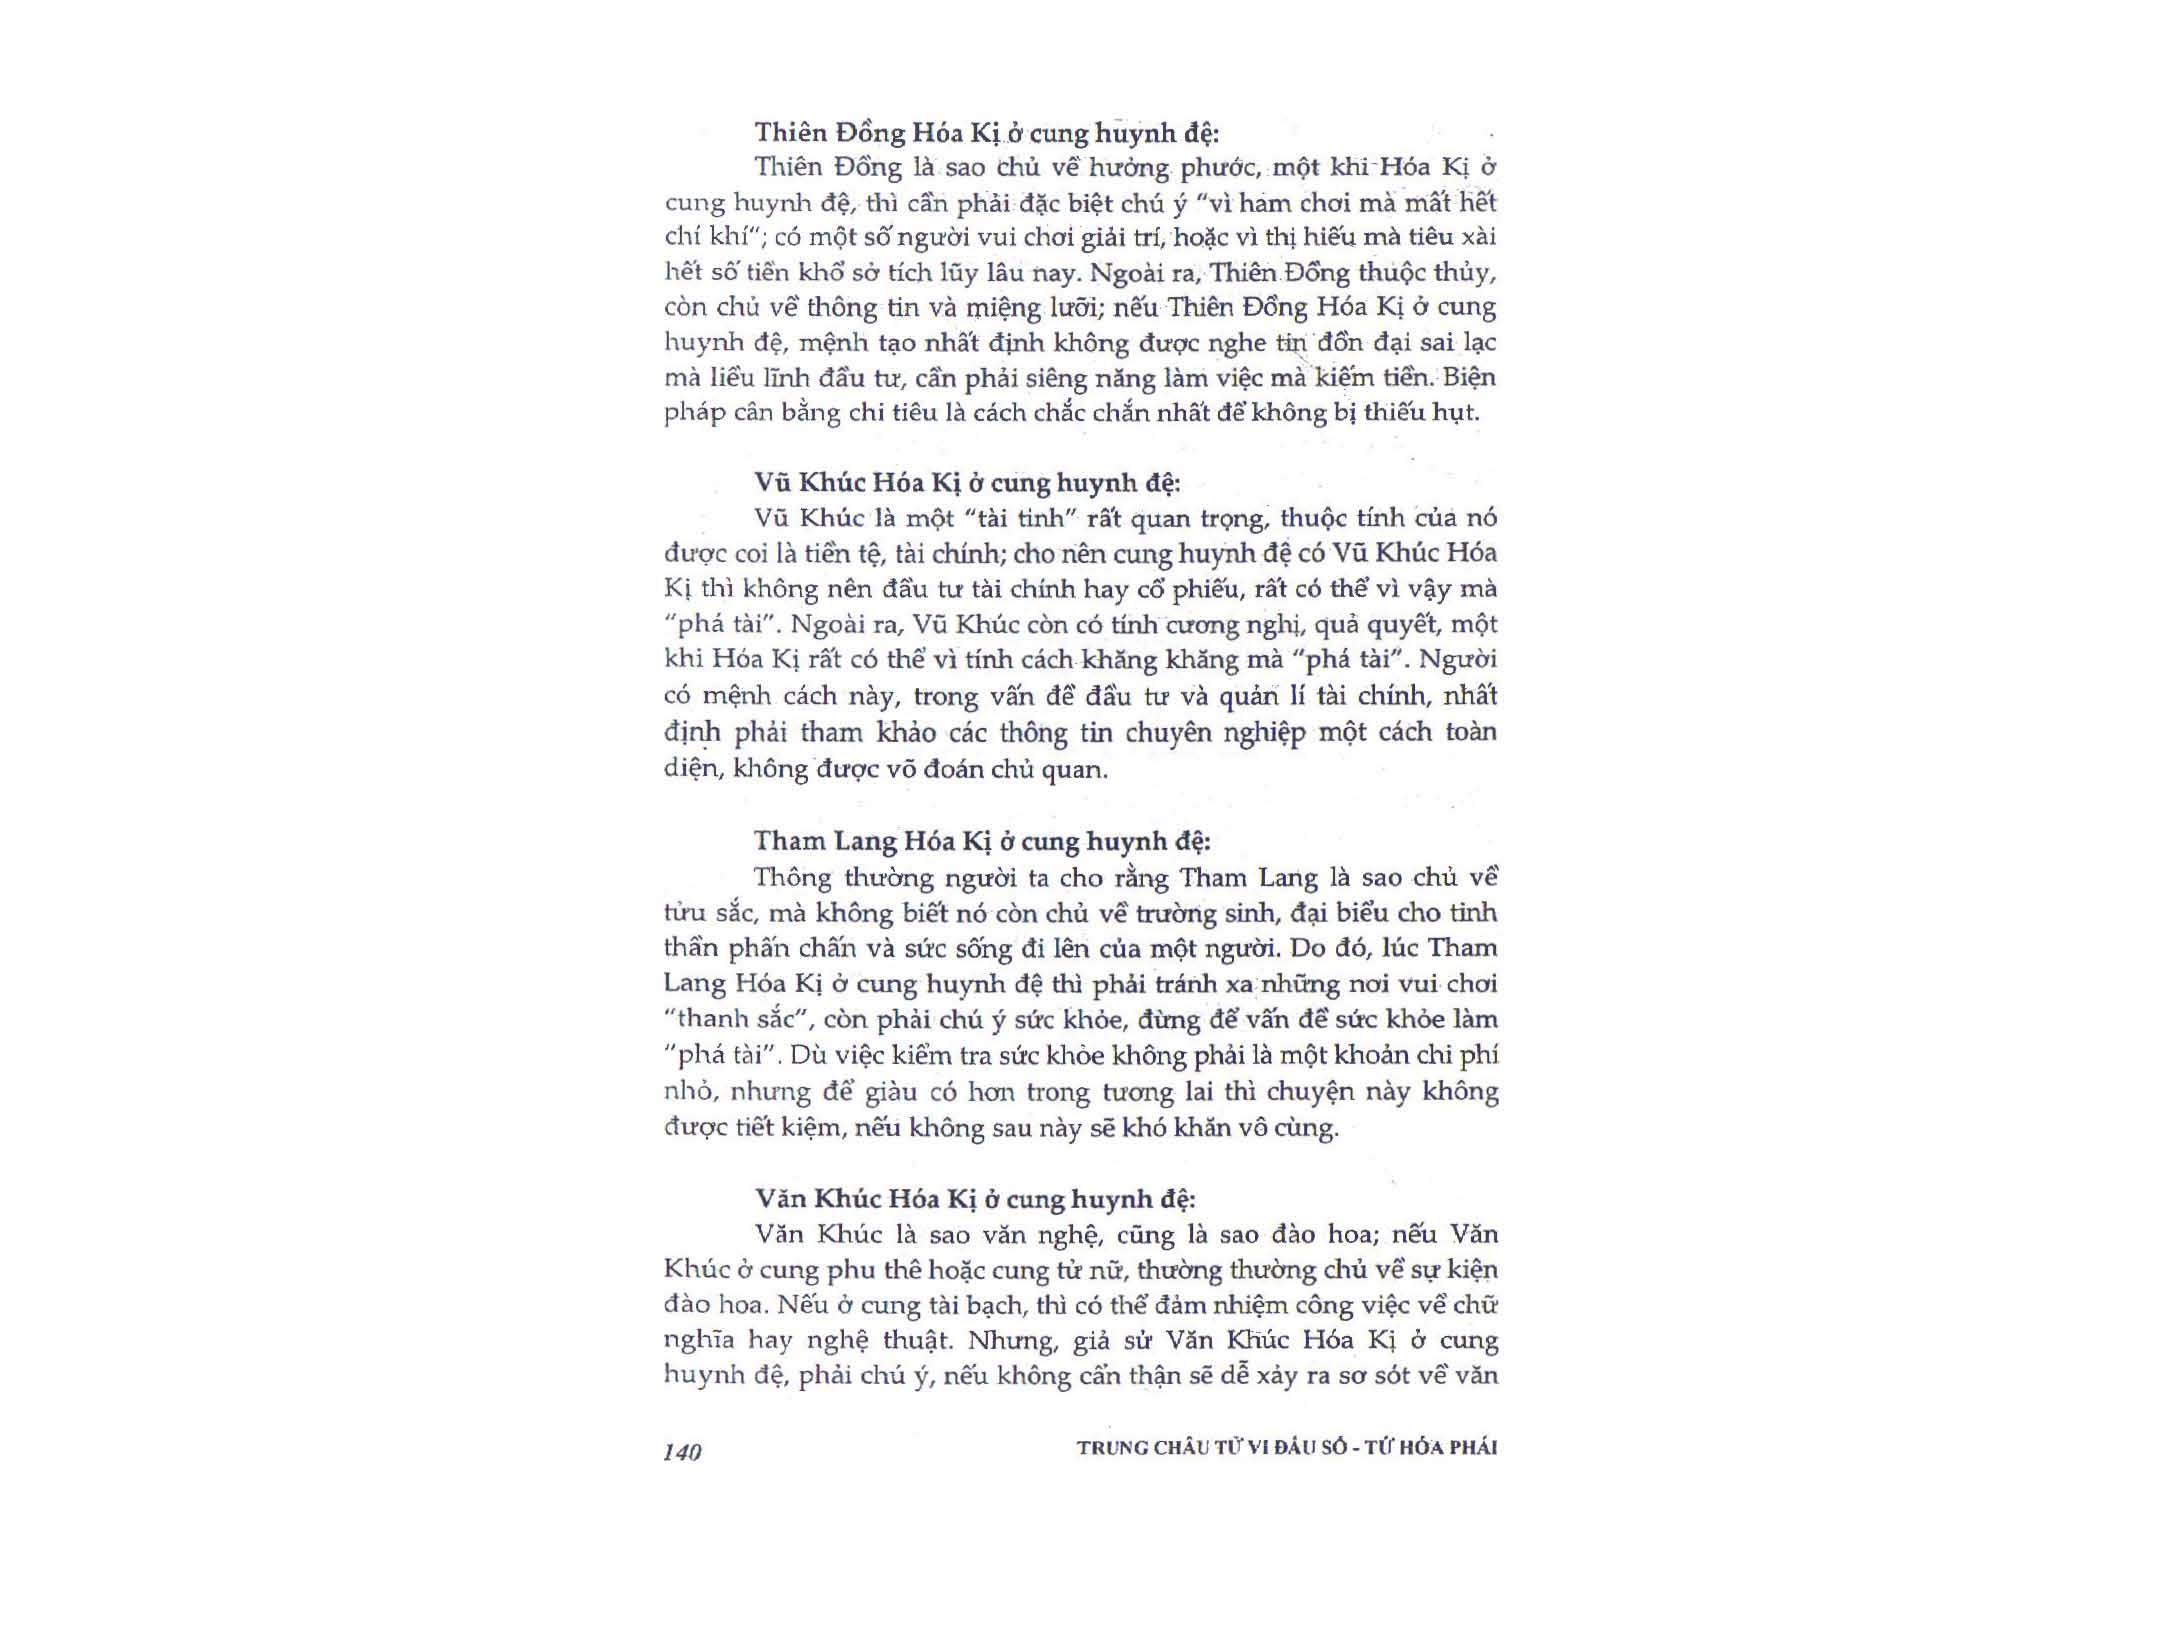 Thiên Đồng Hóa Kị ở cung huynh đệ:
Thiên Đồng là sao chủ về hưởng phước, một khi Hóa Kị ở
cung huynh đệ, thì cần phải đặc biệt chú ý "vì ham chơi mà mất hết
chí khí"; có một số người vui chơi giải trí, hoặc vì thị hiếu mà tiêu xài
hết số tiền khổ sở tích lũy lâu nay. Ngoài ra, Thiên Đồng thuộc thủy,
còn chủ về thông tin và miệng lưỡi; nếu Thiên Đồng Hóa Kị ở cung
huynh đệ, mệnh tạo nhất định không được nghe tin đồn đại sai lạc
mà liều lĩnh đầu tư, cần phải siêng năng làm việc mà kiếm tiền. Biện
pháp cân bằng chi tiêu là cách chắc chắn nhất để không bị thiếu hụt.
Vũ Khúc Hóa Kị ở cung huynh đệ:
Vũ Khúc là một "tài tinh" rất quan trọng, thuộc tính của nó
được coi là tiền tệ, tài chính; cho nên cung huynh đệ có Vũ Khúc Hóa
Kị thì không nên đầu tư tài chính hay cổ phiếu, rất có thể vì vậy mà
"phá tài". Ngoài ra, Vũ Khúc còn có tính cương nghị, quả quyết, một
khi Hóa Kị rất có thể vì tính cách khăng khăng mà "phá tài". Người
có mệnh cách này, trong vấn đề đầu tư và quản lí tài chính, nhất
định phải tham khảo các thông tin chuyên nghiệp một cách toàn
diện, không được võ đoán chủ quan.
Tham Lang Hóa Kị ở cung huynh đệ:
Thông thường người ta cho rằng Tham Lang là sao chủ về
tửu sắc, mà không biết nó còn chủ về trường sinh, đại biểu cho tinh
thần phấn chấn và sức sống đi lên của một người. Do đó, lúc Tham
Lang Hóa Kị ở cung huynh đệ thì phải tránh xa những nơi vui chơi
"thanh sắc", còn phải chú ý sức khỏe, đừng để vấn đề sức khỏe làm
"phá tài". Dù việc kiểm tra sức khỏe không phải là một khoản chi phí
nhỏ, nhưng để giàu có hơn trong tương lai thì chuyện này không
được tiết kiệm, nếu không sau này sẽ khó khăn vô cùng.
Văn Khúc Hóa Kị ở cung huynh đệ:
Văn Khúc là sao văn nghệ, cũng là sao đào hoa; nếu Văn
Khúc ở cung phu thê hoặc cung tử nữ, thường thường chủ về sự kiện
đào hoa. Nếu ở cung tài bạch, thì có thể đảm nhiệm công việc về chữ
nghĩa hay nghệ thuật. Nhưng, giả sử Văn Khúc Hóa Kị ở cung
huynh đệ, phải chú ý, nếu không cẩn thận sẽ dễ xảy ra sơ sót về văn
140 TRUNG CHÂU TỬ VI ĐẨU SỐ - TỨ HÓA PHÁI